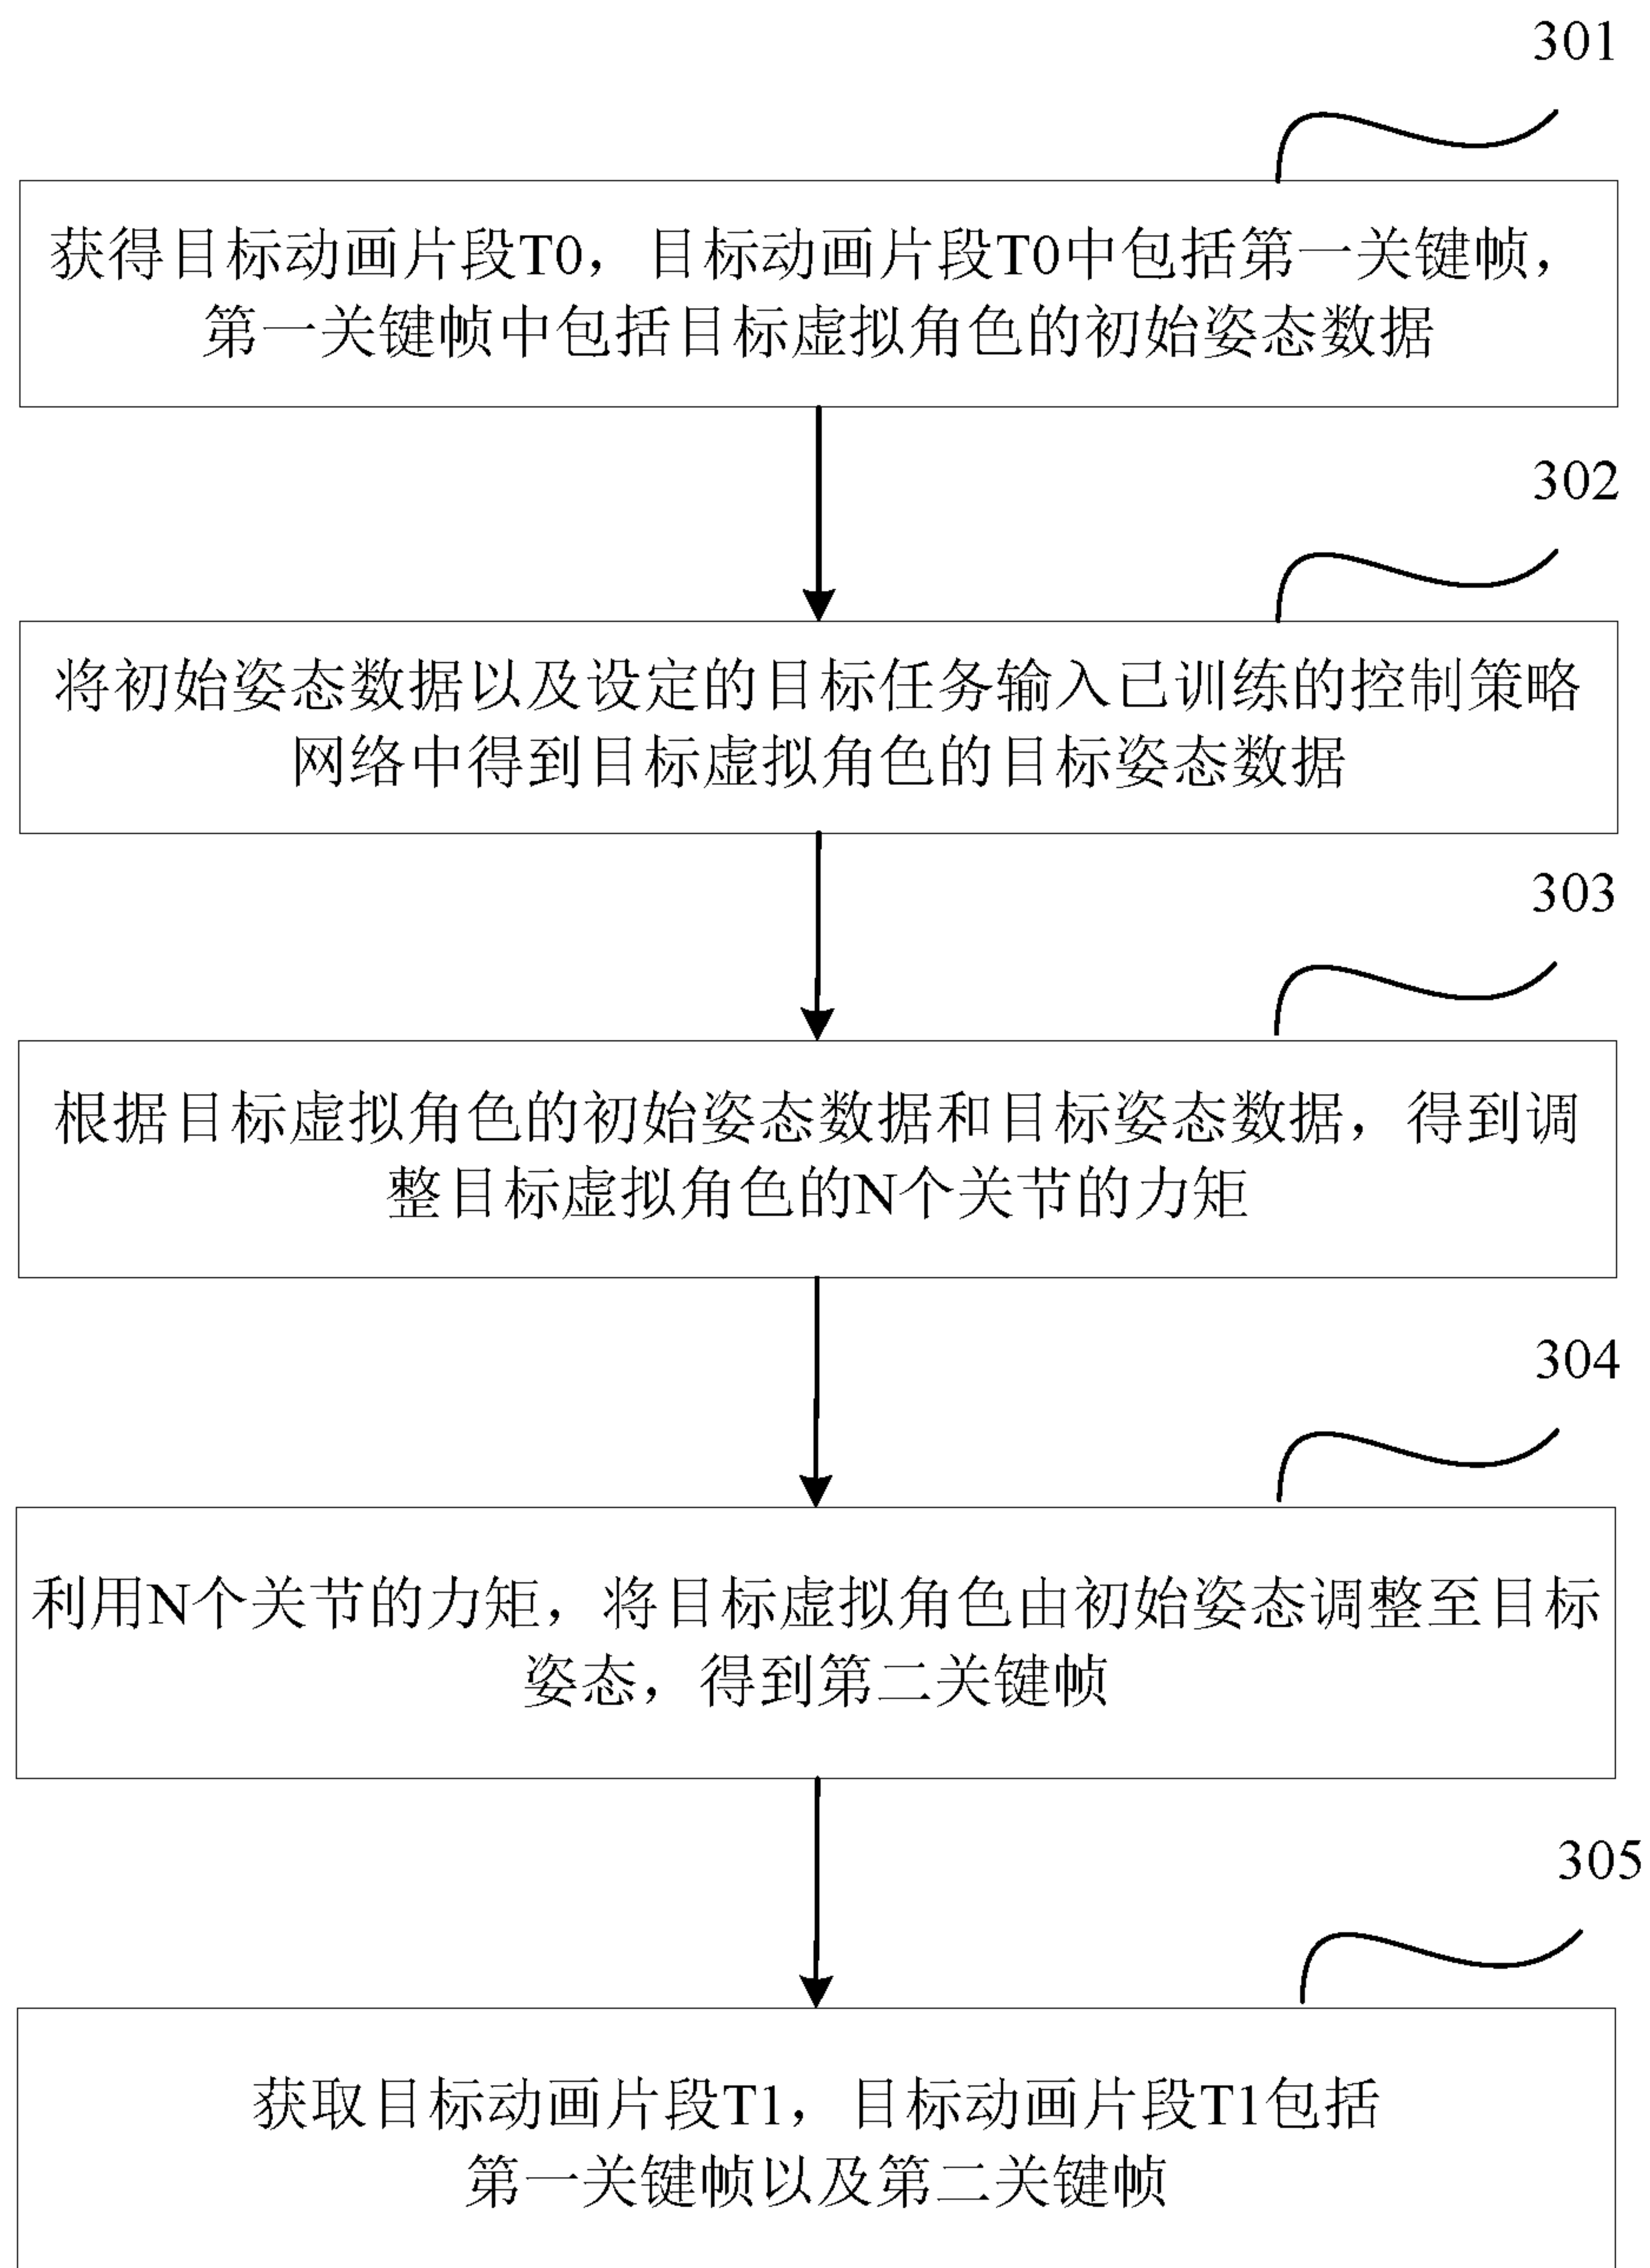 301
获得目标动画片段T0，目标动画片段T0中包括第一关键帧，
第一关键帧中包括目标虚拟角色的初始姿态数据
302
将初始姿态数据以及设定的目标任务输入已训练的控制策略
网络中得到目标虚拟角色的目标姿态数据
303
根据目标虚拟角色的初始姿态数据和目标姿态数据，得到调
整目标虚拟角色的N个关节的力矩
304
利用N个关节的力矩，将目标虚拟角色由初始姿态调整至目标
姿态，得到第二关键帧
305
获取目标动画片段T1，目标动画片段T1包括
第一关键帧以及第二关键帧